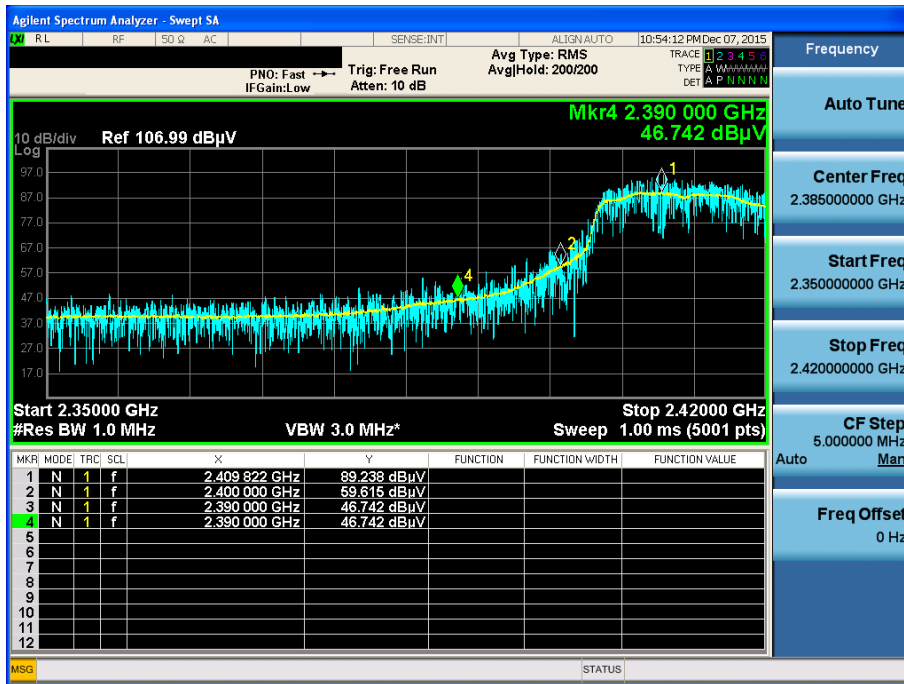 Agilent Spectrum Analyzer - Swept SA
LXI RL RF 50 Ω AC SENSE:INT ALIGN AUTO 10:54:12 PM Dec 07, 2015
PNO: Fast Trig: Free Run Avg Type: RMS TRACE 1 2 3 4 5 6
IFGain:Low Atten: 10 dB Avg|Hold: 200/200 TYPE A WWWWW
DET A P N N N N
Mkr4 2.390 000 GHz
46.742 dBµV
10 dB/div Ref 106.99 dBµV
Log
97.0
87.0
77.0
67.0
57.0
47.0
37.0
27.0
17.0
1
2
4
Start 2.35000 GHz Stop 2.42000 GHz
#Res BW 1.0 MHz VBW 3.0 MHz* Sweep 1.00 ms (5001 pts)
MKR MODE TRC SCL X Y FUNCTION FUNCTION WIDTH FUNCTION VALUE
1 N 1 f 2.409 822 GHz 89.238 dBµV
2 N 1 f 2.400 000 GHz 59.615 dBµV
3 N 1 f 2.390 000 GHz 46.742 dBµV
4 N 1 f 2.390 000 GHz 46.742 dBµV
5
6
7
8
9
10
11
12
MSG STATUS
Frequency
Auto Tune
Center Freq
2.385000000 GHz
Start Freq
2.350000000 GHz
Stop Freq
2.420000000 GHz
CF Step
5.000000 MHz
Auto Man
Freq Offset
0 Hz